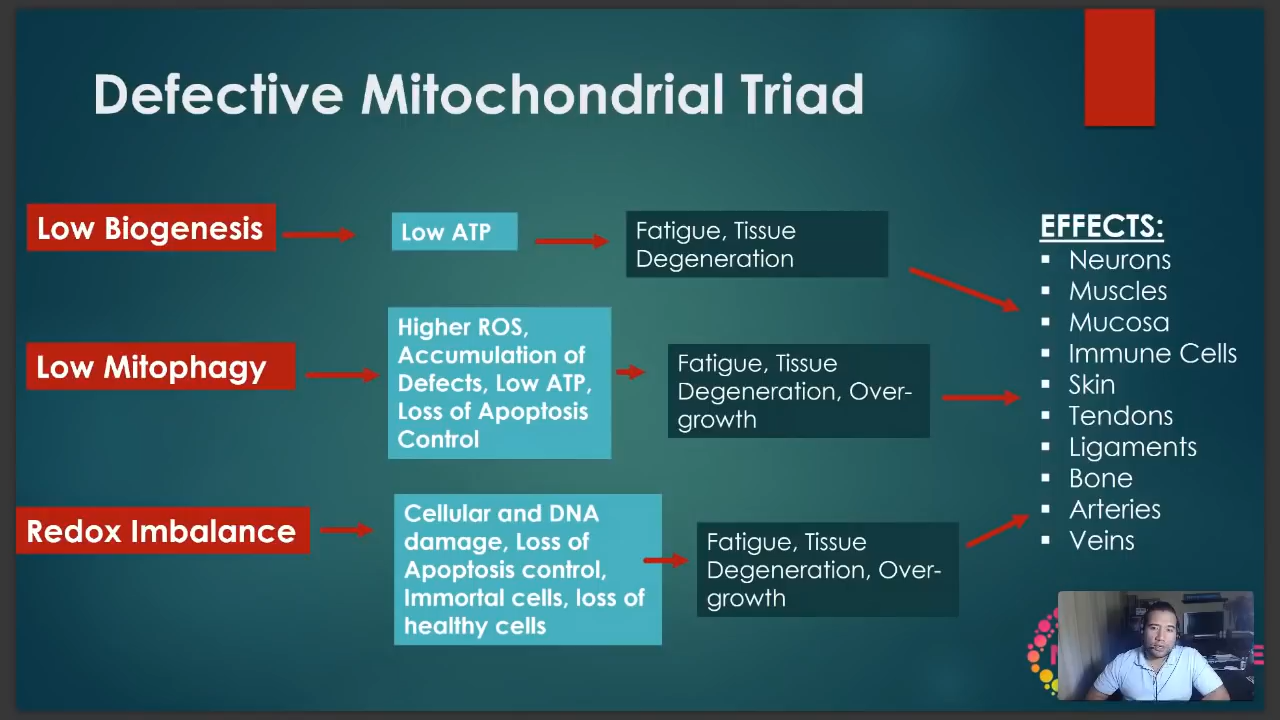 Defective Mitochondrial Triad
Low Biogenesis
Low ATP
Fatigue, Tissue
Degeneration
Low Mitophagy
Higher ROS,
Accumulation of
Defects, Low ATP,
Loss of Apoptosis
Control
Fatigue, Tissue
Degeneration, Over-
growth
Redox Imbalance
Cellular and DNA
damage, Loss of
Apoptosis control,
Immortal cells, loss of
healthy cells
Fatigue, Tissue
Degeneration, Over-
growth
EFFECTS:
▪ Neurons
▪ Muscles
▪ Mucosa
▪ Immune Cells
▪ Skin
▪ Tendons
▪ Ligaments
▪ Bone
▪ Arteries
▪ Veins